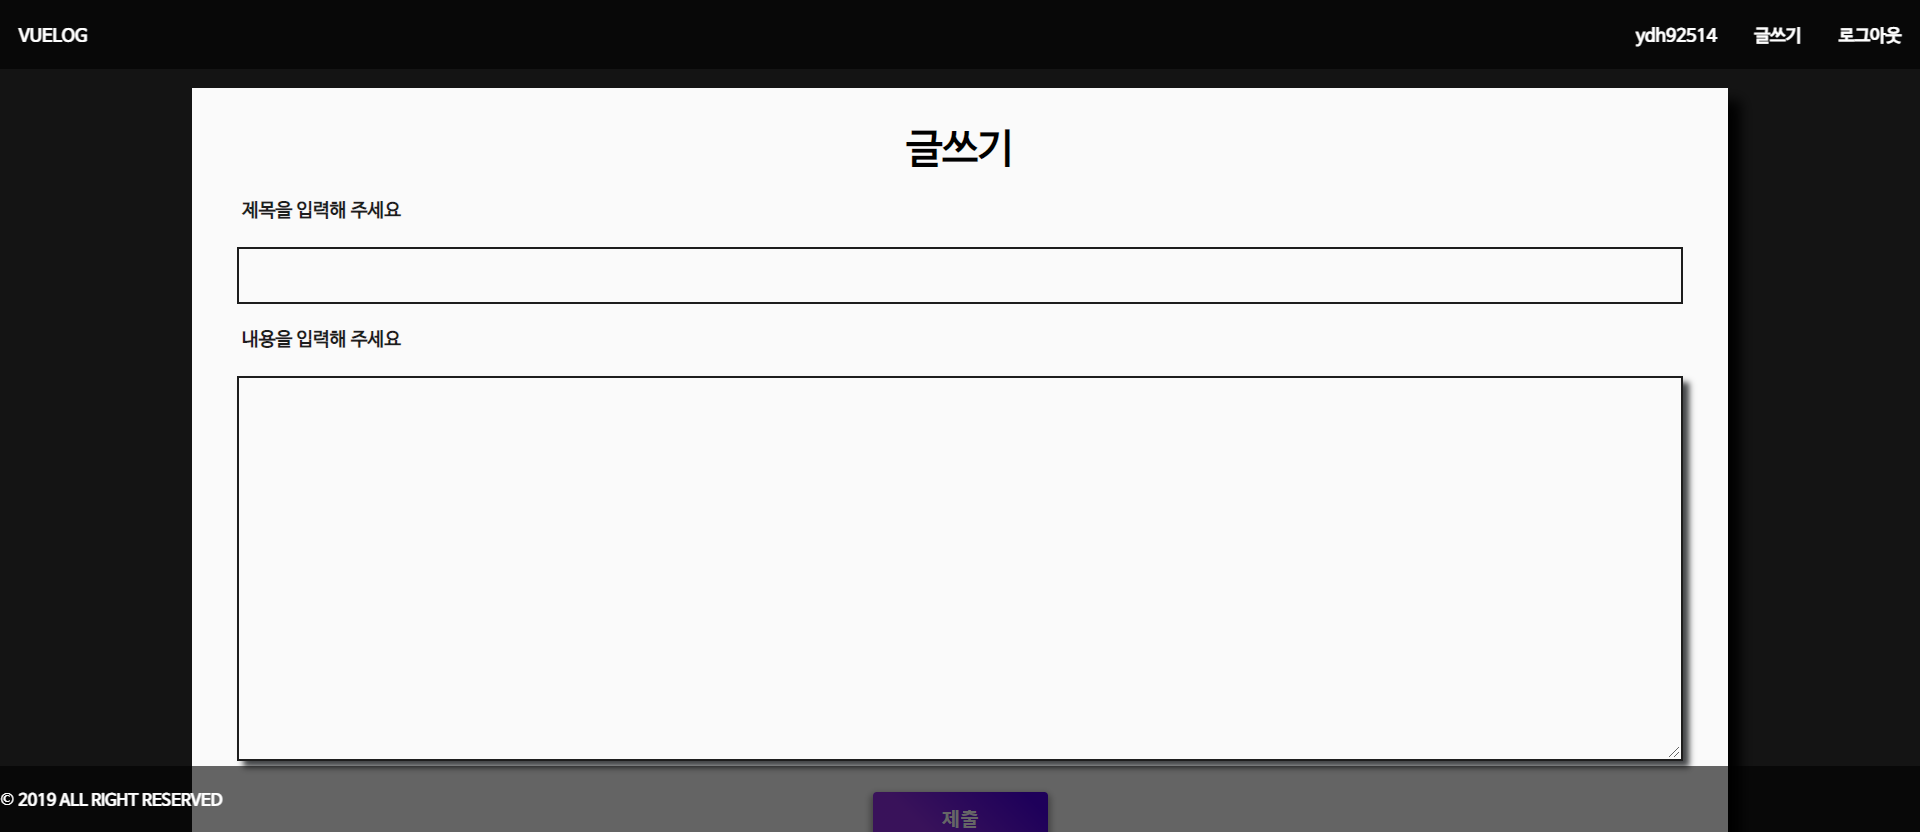 VUELOG ydh92514 글쓰기 로그아웃
글쓰기
제목을 입력해 주세요
내용을 입력해 주세요
© 2019 ALL RIGHT RESERVED
제출